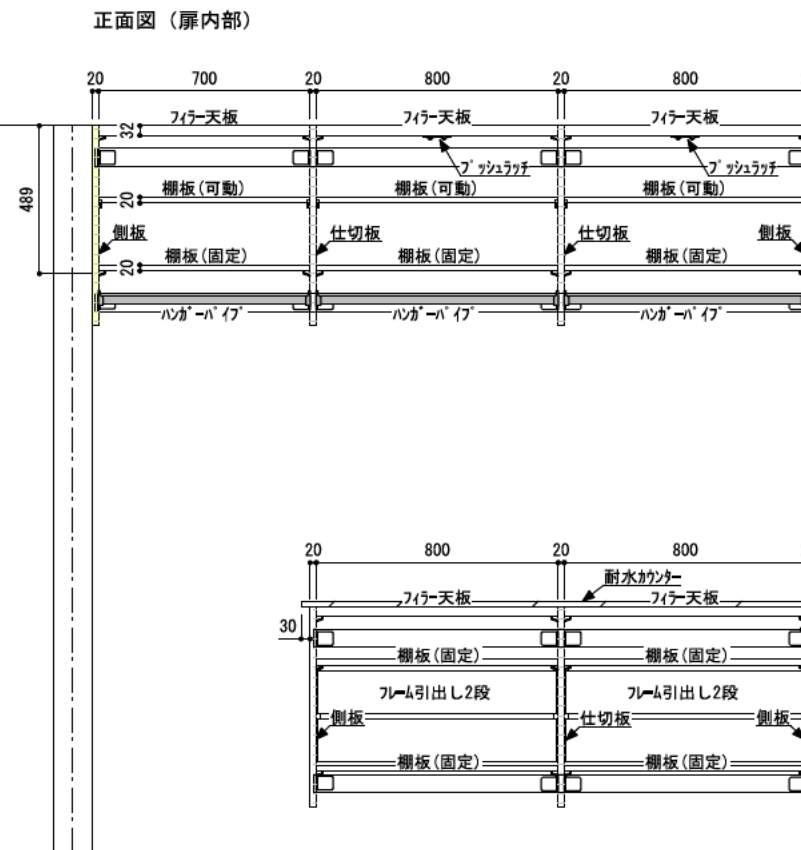 正面図（扉内部）
20 700 20 800 20 800
フィラー天板 フィラー天板 フィラー天板
32
プッシュラッチ プッシュラッチ
489
棚板(可動) 棚板(可動) 棚板(可動)
20
側板 仕切板 仕切板 側板
棚板(固定) 棚板(固定) 棚板(固定)
20
ハンガーパイプ ハンガーパイプ ハンガーパイプ
20 800 20 800
耐水カウンター
フィラー天板 フィラー天板
30
棚板(固定) 棚板(固定)
フレーム引出し2段 フレーム引出し2段
側板 仕切板 側板
棚板(固定) 棚板(固定)